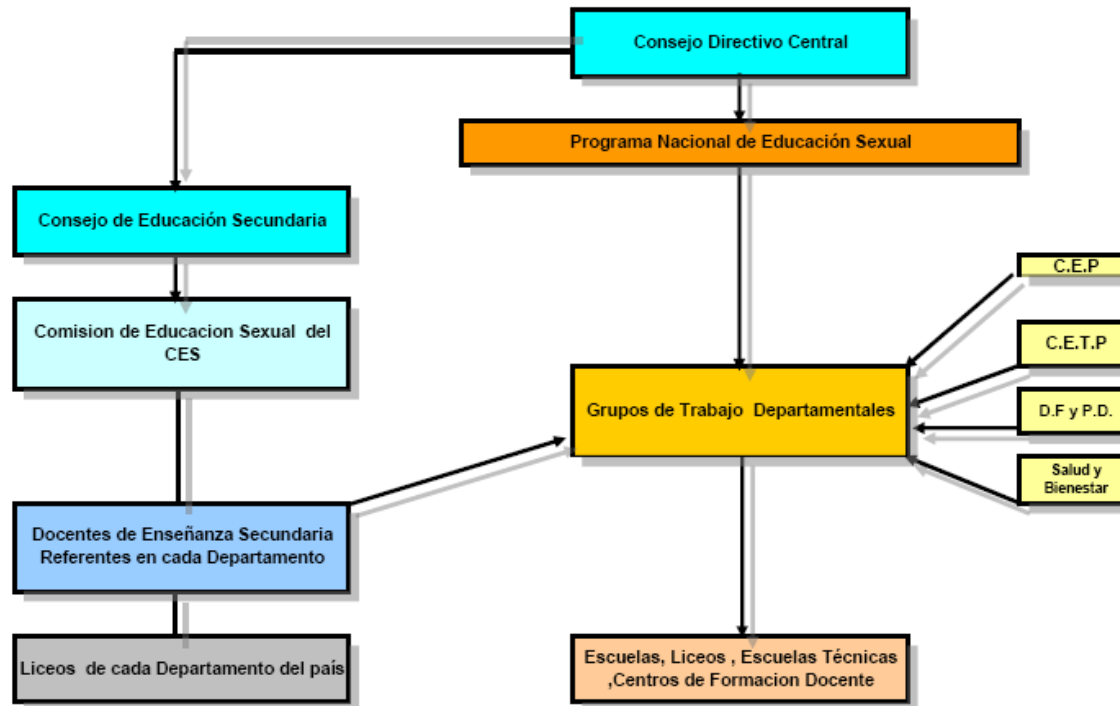 Consejo Directivo Central
Programa Nacional de Educación Sexual
Consejo de Educación Secundaria
C.E.P
Comision de Educacion Sexual del
CES
C.E.T.P
Grupos de Trabajo Departamentales
D.F y P.D.
Salud y
Bienestar
Docentes de Enseñanza Secundaria
Referentes en cada Departamento
Liceos de cada Departamento del país
Escuelas, Liceos , Escuelas Técnicas
,Centros de Formacion Docente